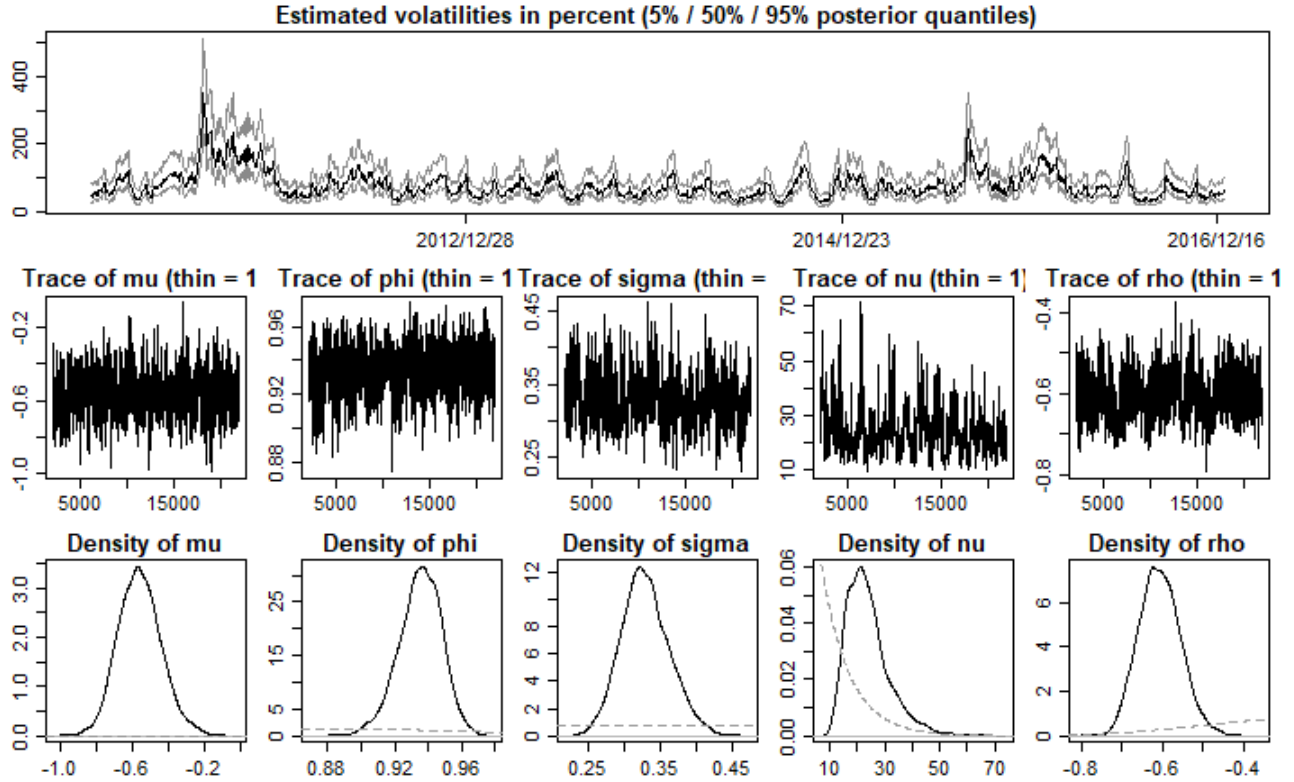 Estimated volatilities in percent (5% / 50% / 95% posterior quantiles)
400
200
0
2012/12/28 2014/12/23 2016/12/16
Trace of mu (thin = 1 Trace of phi (thin = 1 Trace of sigma (thin = Trace of nu (thin = 1) Trace of rho (thin = 1
-0.2 -0.6 -1.0
0.96 0.92 0.88
0.45 0.35 0.25
70 50 30 10
-0.4 -0.6 -0.8
5000 15000 5000 15000 5000 15000 5000 15000 5000 15000
Density of mu Density of phi Density of sigma Density of nu Density of rho
3.0 2.0 1.0 0.0
25 15 5 0
12 8 6 4 2 0
0.06 0.04 0.02 0.00
6 4 2 0
-1.0 -0.6 -0.2 0.88 0.92 0.96 0.25 0.35 0.45 10 30 50 70 -0.8 -0.6 -0.4